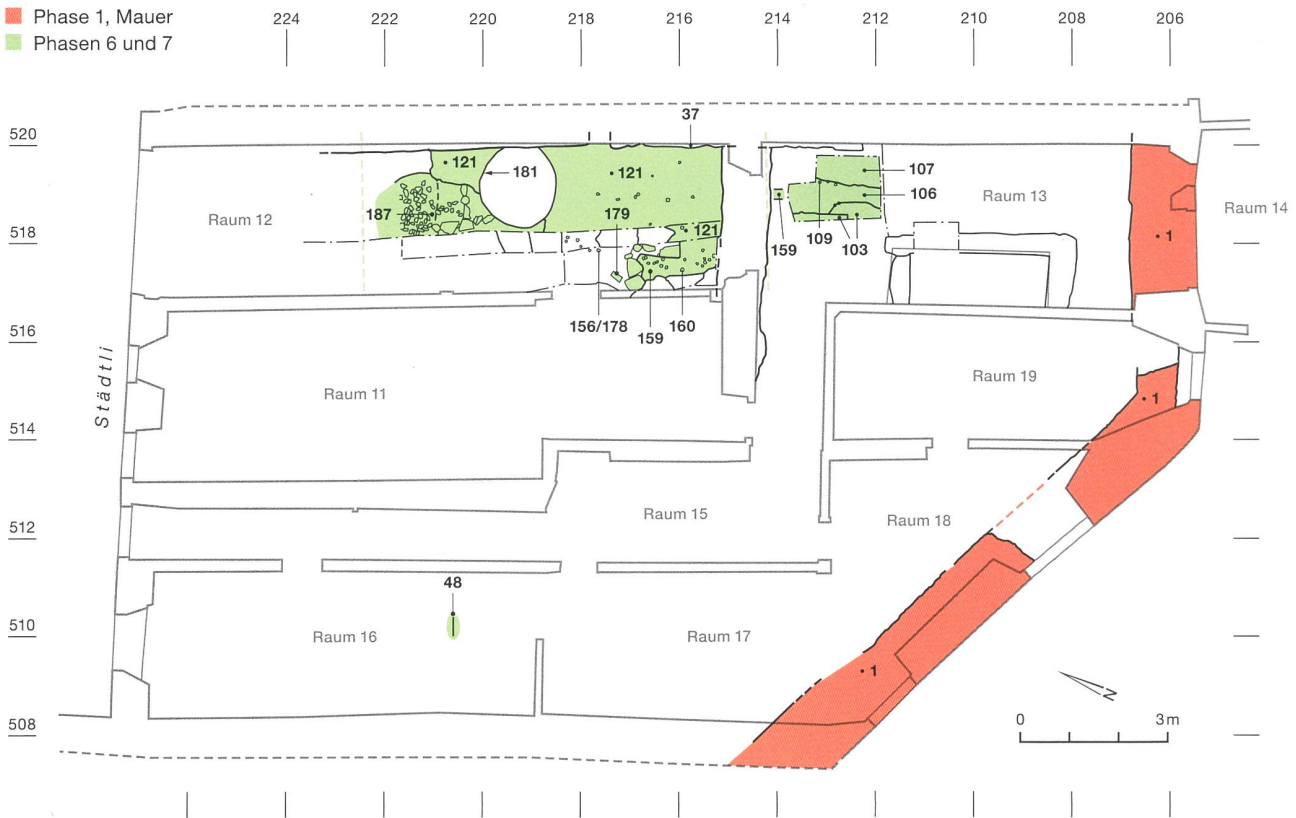 Phase 1, Mauer
Phasen 6 und 7
224 222 220 218 216 214 212 210 208 206
520
518
516
514
512
510
508
Städtli
37
121 181 121 107
106
Raum 12 187 179 121 Raum 13 Raum 14
159 109 103 1
156/178 159 160
Raum 11 Raum 19 1
Raum 15 Raum 18
48
Raum 16 Raum 17 1
N
0 3m